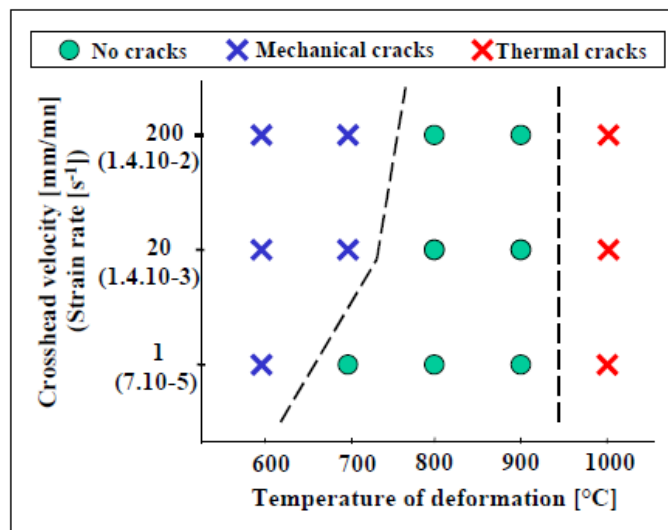 No cracks Mechanical cracks Thermal cracks
Crosshead velocity [mm/mn]
(Strain rate [s-1])
200
(1.4.10-2)
20
(1.4.10-3)
1
(7.10-5)
600 700 800 900 1000
Temperature of deformation [°C]